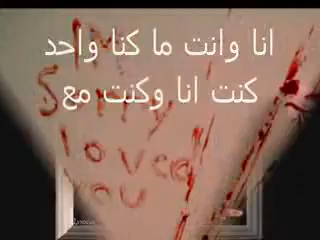 انا وانت ما كنا واحد
كنت انا وكنت مع
Sorry
loved
you